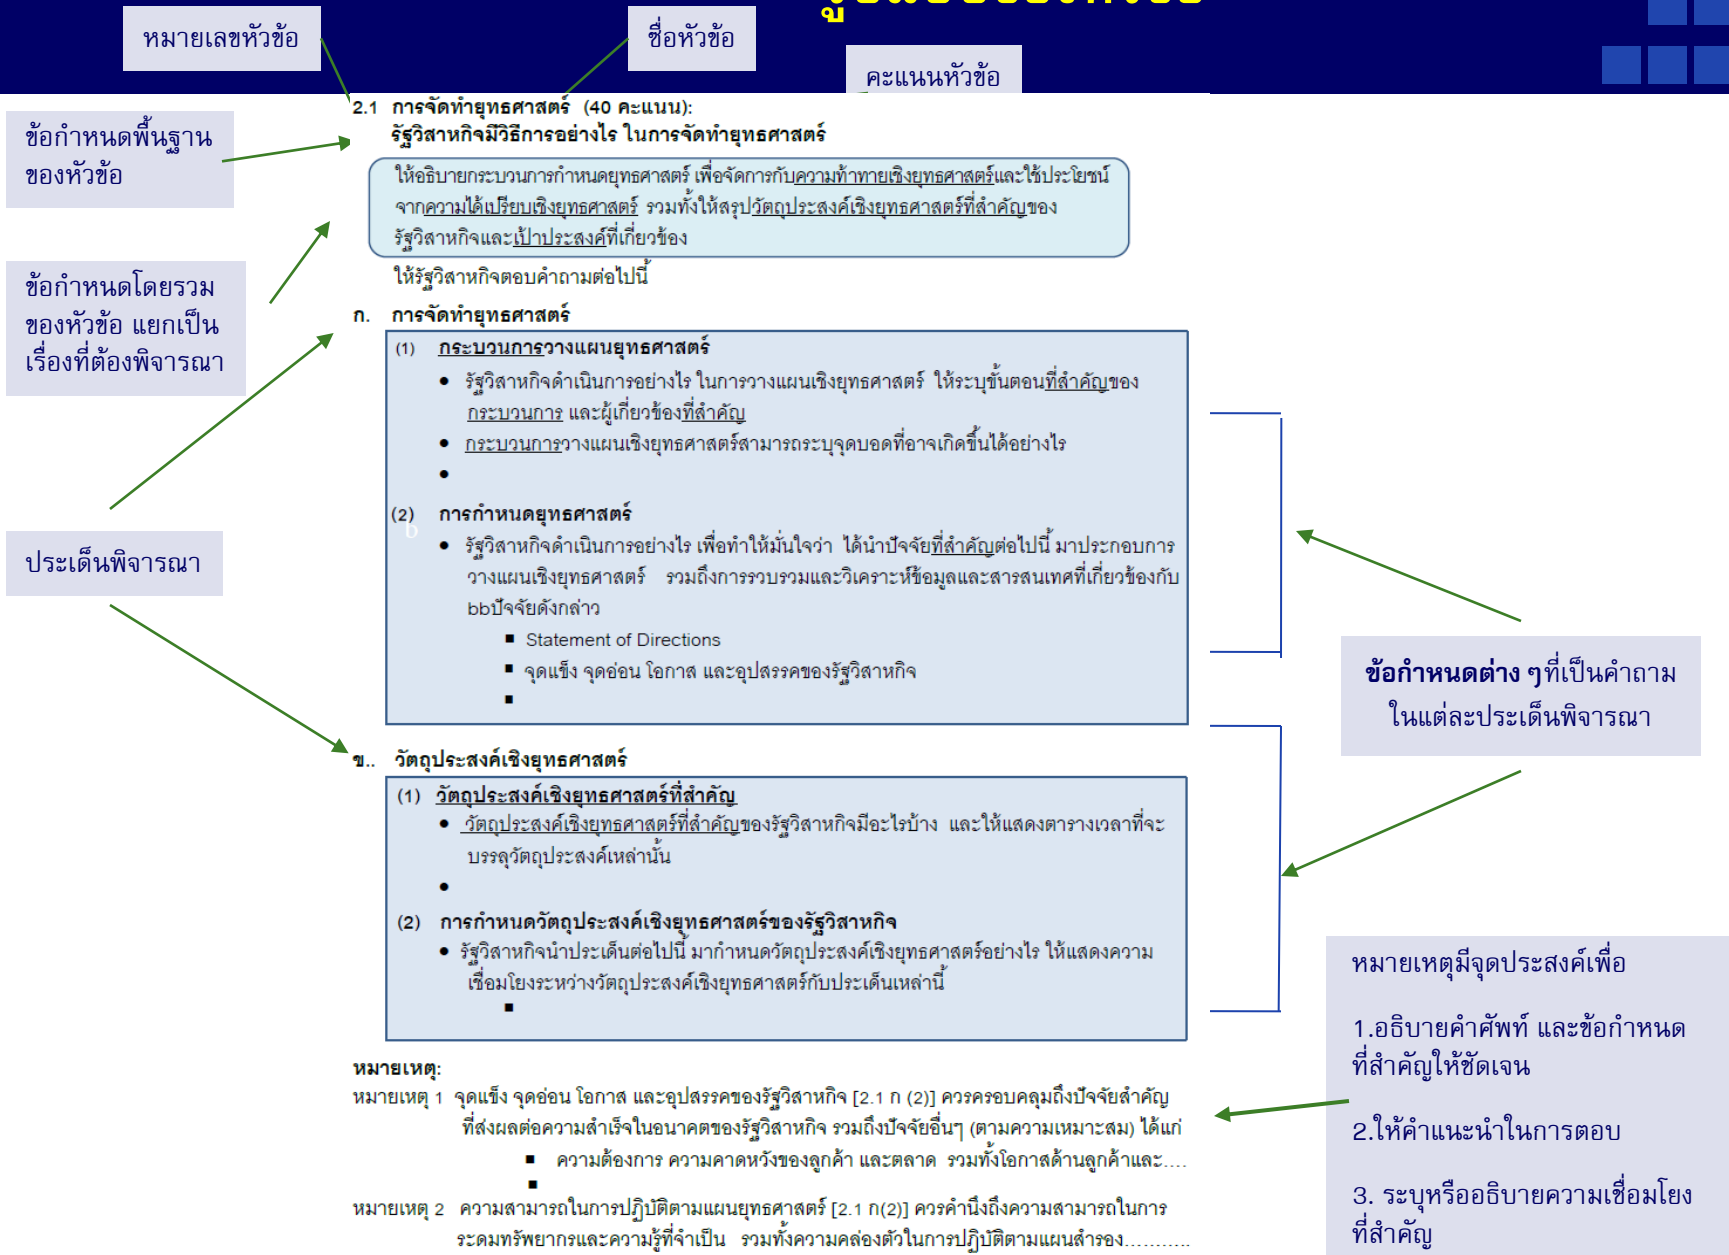 หมายเลขหัวข้อ
ชื่อหัวข้อ
คะแนนหัวข้อ
ข้อกำหนดพื้นฐาน
ของหัวข้อ
2.1 การจัดทำยุทธศาสตร์ (40 คะแนน):
รัฐวิสาหกิจมีวิธีการอย่างไร ในการจัดทำยุทธศาสตร์
ให้อธิบายกระบวนการกำหนดยุทธศาสตร์ เพื่อจัดการกับความท้าทายเชิงยุทธศาสตร์และใช้ประโยชน์
จากความได้เปรียบเชิงยุทธศาสตร์ รวมทั้งให้สรุปวัตถุประสงค์เชิงยุทธศาสตร์ที่สำคัญของ
รัฐวิสาหกิจและเป้าประสงค์ที่เกี่ยวข้อง
ให้รัฐวิสาหกิจตอบคำถามต่อไปนี้
ข้อกำหนดโดยรวม
ของหัวข้อ แยกเป็น
เรื่องที่ต้องพิจารณา
ก. การจัดทำยุทธศาสตร์
(1) กระบวนการวางแผนยุทธศาสตร์
● รัฐวิสาหกิจดำเนินการอย่างไร ในการวางแผนเชิงยุทธศาสตร์ ให้ระบุขั้นตอนที่สำคัญของ
กระบวนการ และผู้เกี่ยวข้องที่สำคัญ
● กระบวนการวางแผนเชิงยุทธศาสตร์สามารถระบุจุดบอดที่อาจเกิดขึ้นได้อย่างไร
●
(2) การกำหนดยุทธศาสตร์
b
● รัฐวิสาหกิจดำเนินการอย่างไร เพื่อทำให้มั่นใจว่า ได้นำปัจจัยที่สำคัญต่อไปนี้ มาประกอบการ
วางแผนเชิงยุทธศาสตร์ รวมถึงการรวบรวมและวิเคราะห์ข้อมูลและสารสนเทศที่เกี่ยวข้องกับ
bbปัจจัยดังกล่าว
■ Statement of Directions
■ จุดแข็ง จุดอ่อน โอกาส และอุปสรรคของรัฐวิสาหกิจ
■
ประเด็นพิจารณา
ข้อกำหนดต่าง ๆที่เป็นคำถาม
ในแต่ละประเด็นพิจารณา
ข.. วัตถุประสงค์เชิงยุทธศาสตร์
(1) วัตถุประสงค์เชิงยุทธศาสตร์ที่สำคัญ
● วัตถุประสงค์เชิงยุทธศาสตร์ที่สำคัญของรัฐวิสาหกิจมีอะไรบ้าง และให้แสดงตารางเวลาที่จะ
บรรลุวัตถุประสงค์เหล่านั้น
●
(2) การกำหนดวัตถุประสงค์เชิงยุทธศาสตร์ของรัฐวิสาหกิจ
● รัฐวิสาหกิจนำประเด็นต่อไปนี้ มากำหนดวัตถุประสงค์เชิงยุทธศาสตร์อย่างไร ให้แสดงความ
เชื่อมโยงระหว่างวัตถุประสงค์เชิงยุทธศาสตร์กับประเด็นเหล่านี้
■
หมายเหตุ:
หมายเหตุ 1 จุดแข็ง จุดอ่อน โอกาส และอุปสรรคของรัฐวิสาหกิจ [2.1 ก (2)] ควรครอบคลุมถึงปัจจัยสำคัญ
ที่ส่งผลต่อความสำเร็จในอนาคตของรัฐวิสาหกิจ รวมถึงปัจจัยอื่นๆ (ตามความเหมาะสม) ได้แก่
■ ความต้องการ ความคาดหวังของลูกค้า และตลาด รวมทั้งโอกาสด้านลูกค้าและ....
■
หมายเหตุ 2 ความสามารถในการปฏิบัติตามแผนยุทธศาสตร์ [2.1 ก(2)] ควรคำนึงถึงความสามารถในการ
ระดมทรัพยากรและความรู้ที่จำเป็น รวมทั้งความคล่องตัวในการปฏิบัติตามแผนสำรอง...........
หมายเหตุมีจุดประสงค์เพื่อ
1.อธิบายคำศัพท์ และข้อกำหนด
ที่สำคัญให้ชัดเจน
2.ให้คำแนะนำในการตอบ
3. ระบุหรืออธิบายความเชื่อมโยง
ที่สำคัญ